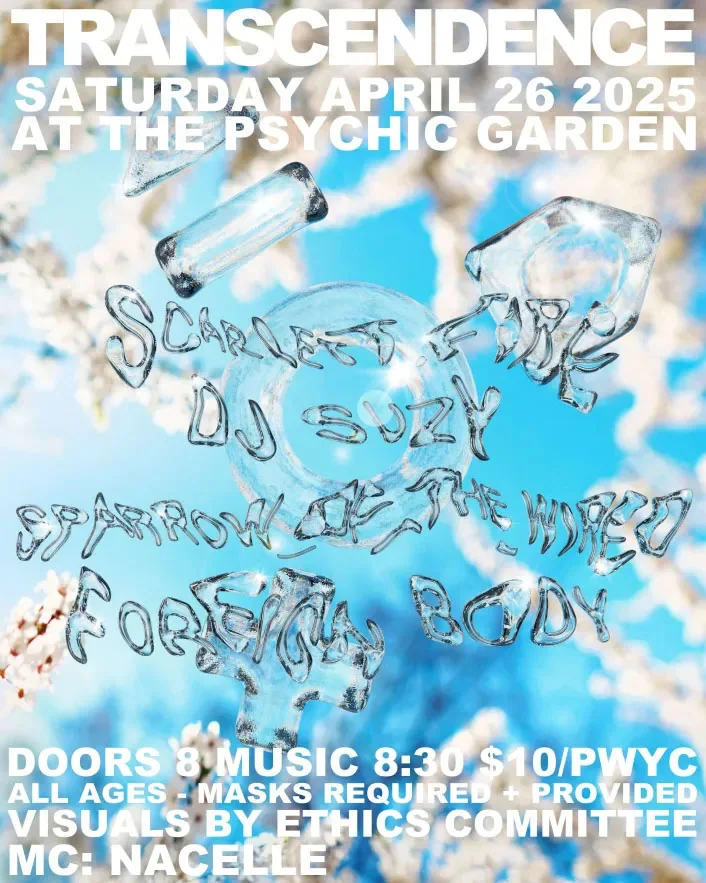 TRANSCENDENCE
SATURDAY APRIL 26 2025
AT THE PSYCHIC GARDEN
SCARLETT FIRE
DJ SUZY
SPARROW_OF_THE_WIRED
FOREIGN BODY
DOORS 8 MUSIC 8:30 $10/PWYC
ALL AGES - MASKS REQUIRED + PROVIDED
VISUALS BY ETHICS COMMITTEE
MC: NACELLE